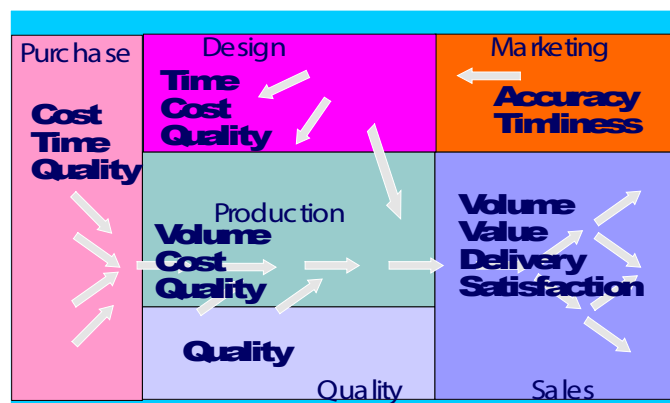 Purchase
Cost
Time
Quality
Design
Time
Cost
Quality
Marketing
Accuracy
Timliness
Production
Volume
Cost
Quality
Quality
Quality
Volume
Value
Delivery
Satisfaction
Sales